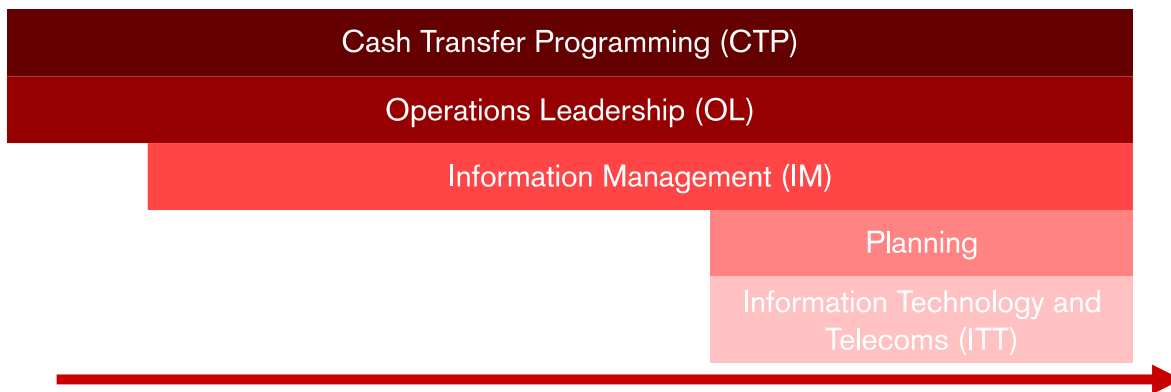 Cash Transfer Programming (CTP)
Operations Leadership (OL)
Information Management (IM)
Planning
Information Technology and
Telecoms (ITT)